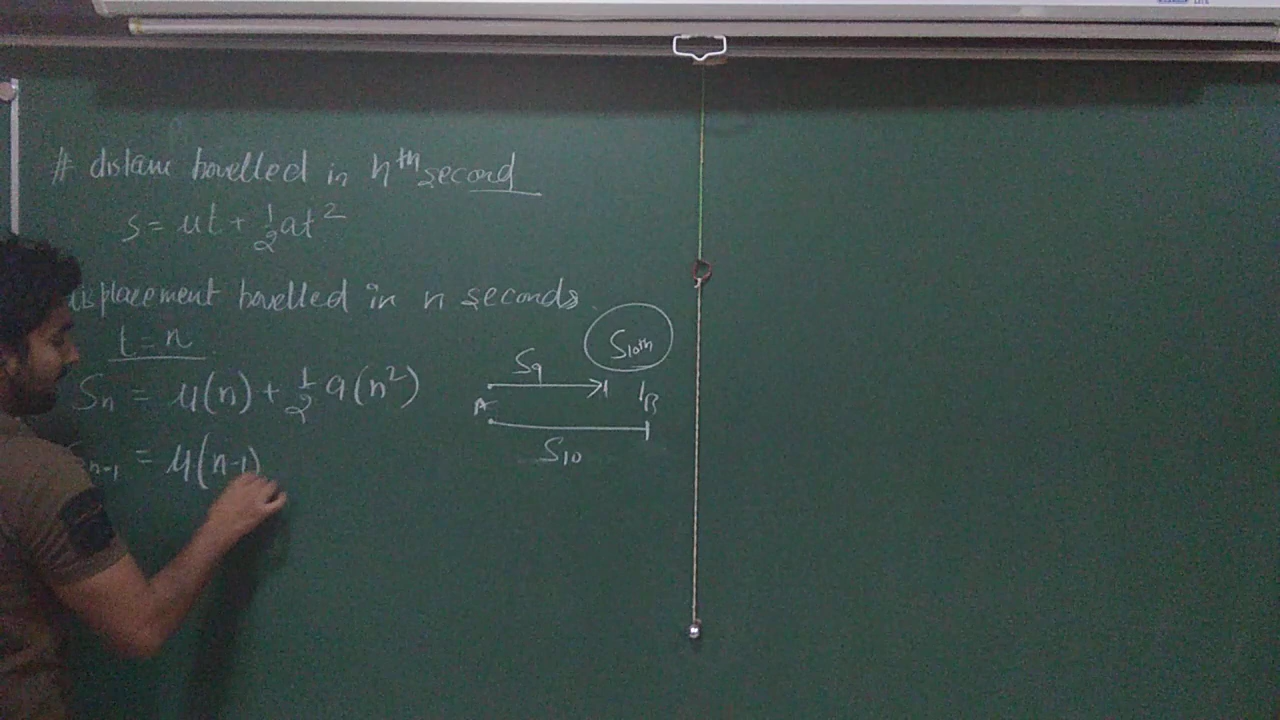 # distance travelled in nth second
s = ut + 1/2 at²
displacement travelled in n seconds
t = n
Sn = u(n) + 1/2 a(n²)
Sn-1 = u(n-1)
S9
S10th
A
B
S10